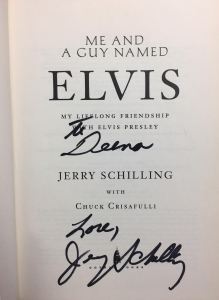 ME AND
A GUY NAMED
ELVIS
MY LIFELONG FRIENDSHIP
WITH ELVIS PRESLEY
To
Deena
JERRY SCHILLING
WITH
CHUCK CRISAFULLI
Love,
Jerry Schilling